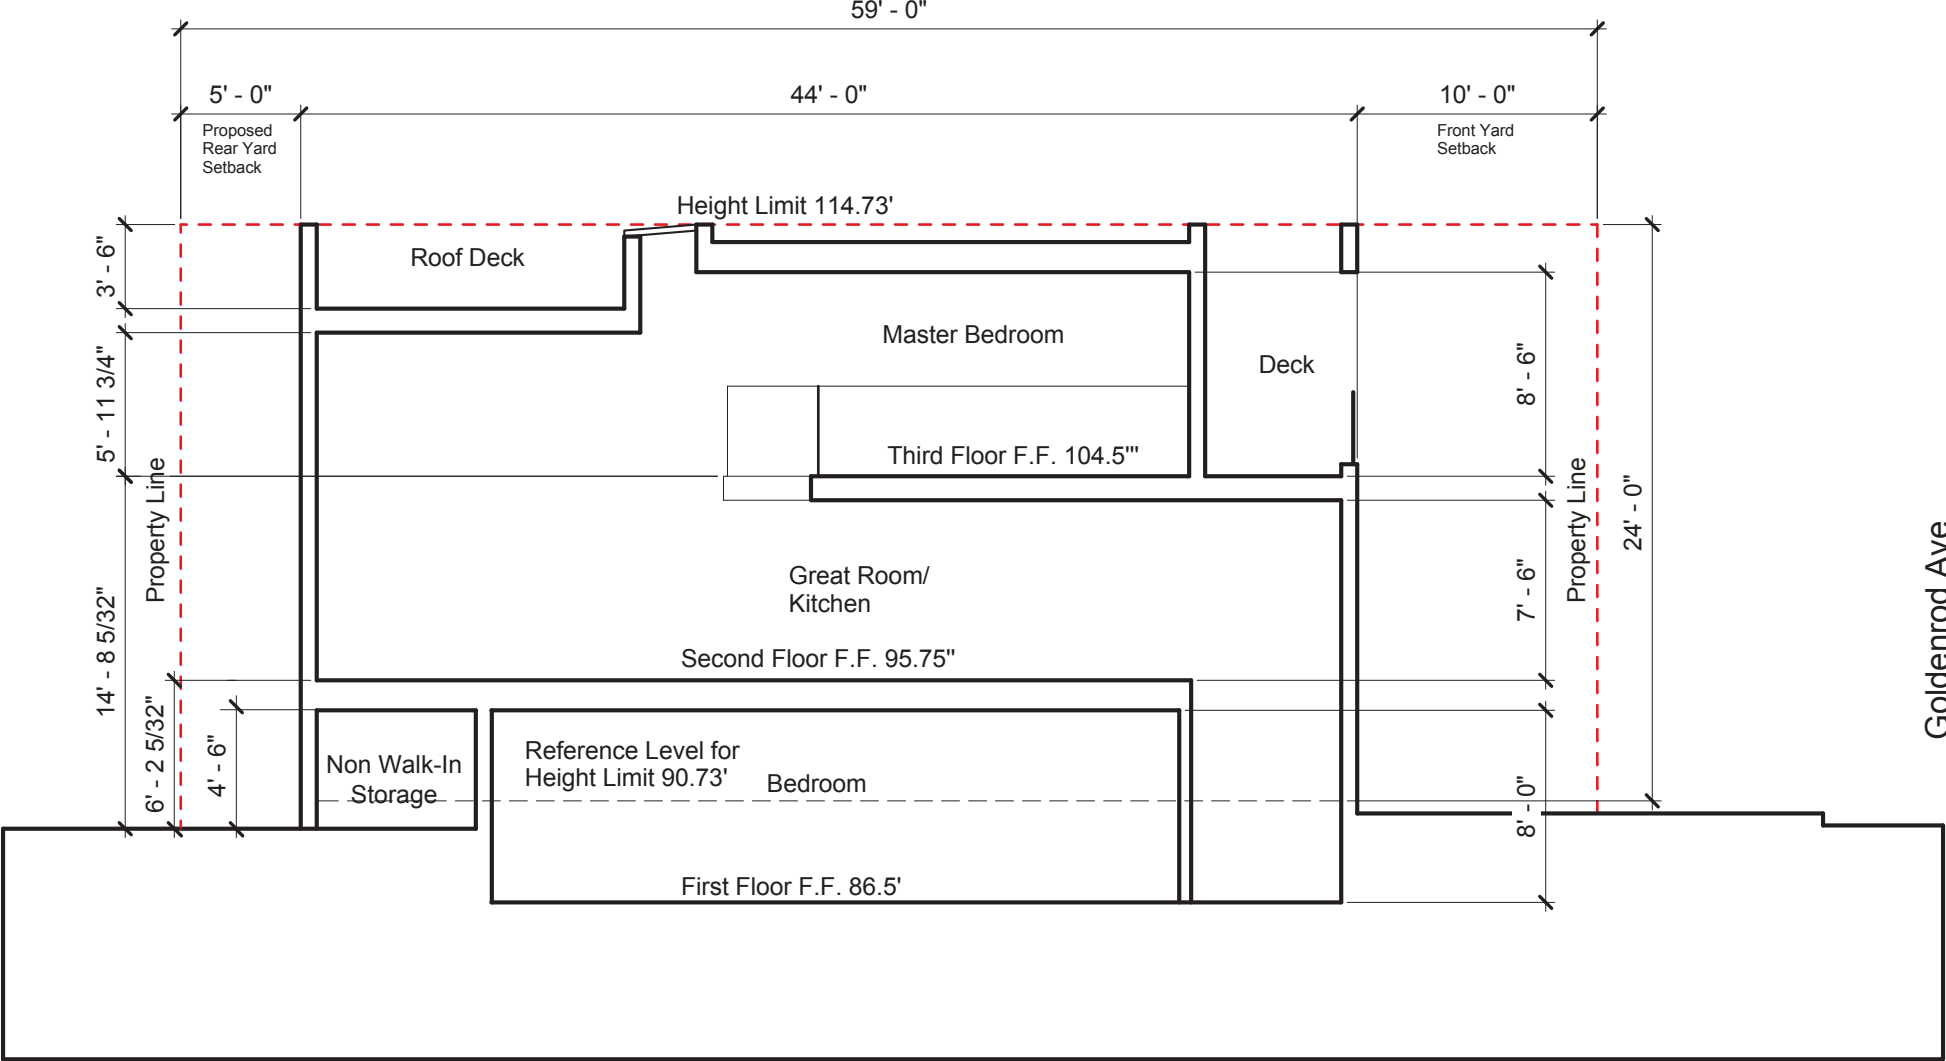 59' - 0"
5' - 0"
44' - 0"
10' - 0"
Proposed
Rear Yard
Setback
Front Yard
Setback
Height Limit 114.73'
3' - 6"
Roof Deck
Master Bedroom
Deck
5' - 11 3/4"
8' - 6"
Third Floor F.F. 104.5'"
Property Line
Property Line
24' - 0"
Goldenrod Ave
14' - 8 5/32"
Great Room/
Kitchen
7' - 6"
Second Floor F.F. 95.75"
6' - 2 5/32"
4' - 6"
Non Walk-In
Storage
Reference Level for
Height Limit 90.73'
Bedroom
8' - 0"
First Floor F.F. 86.5'